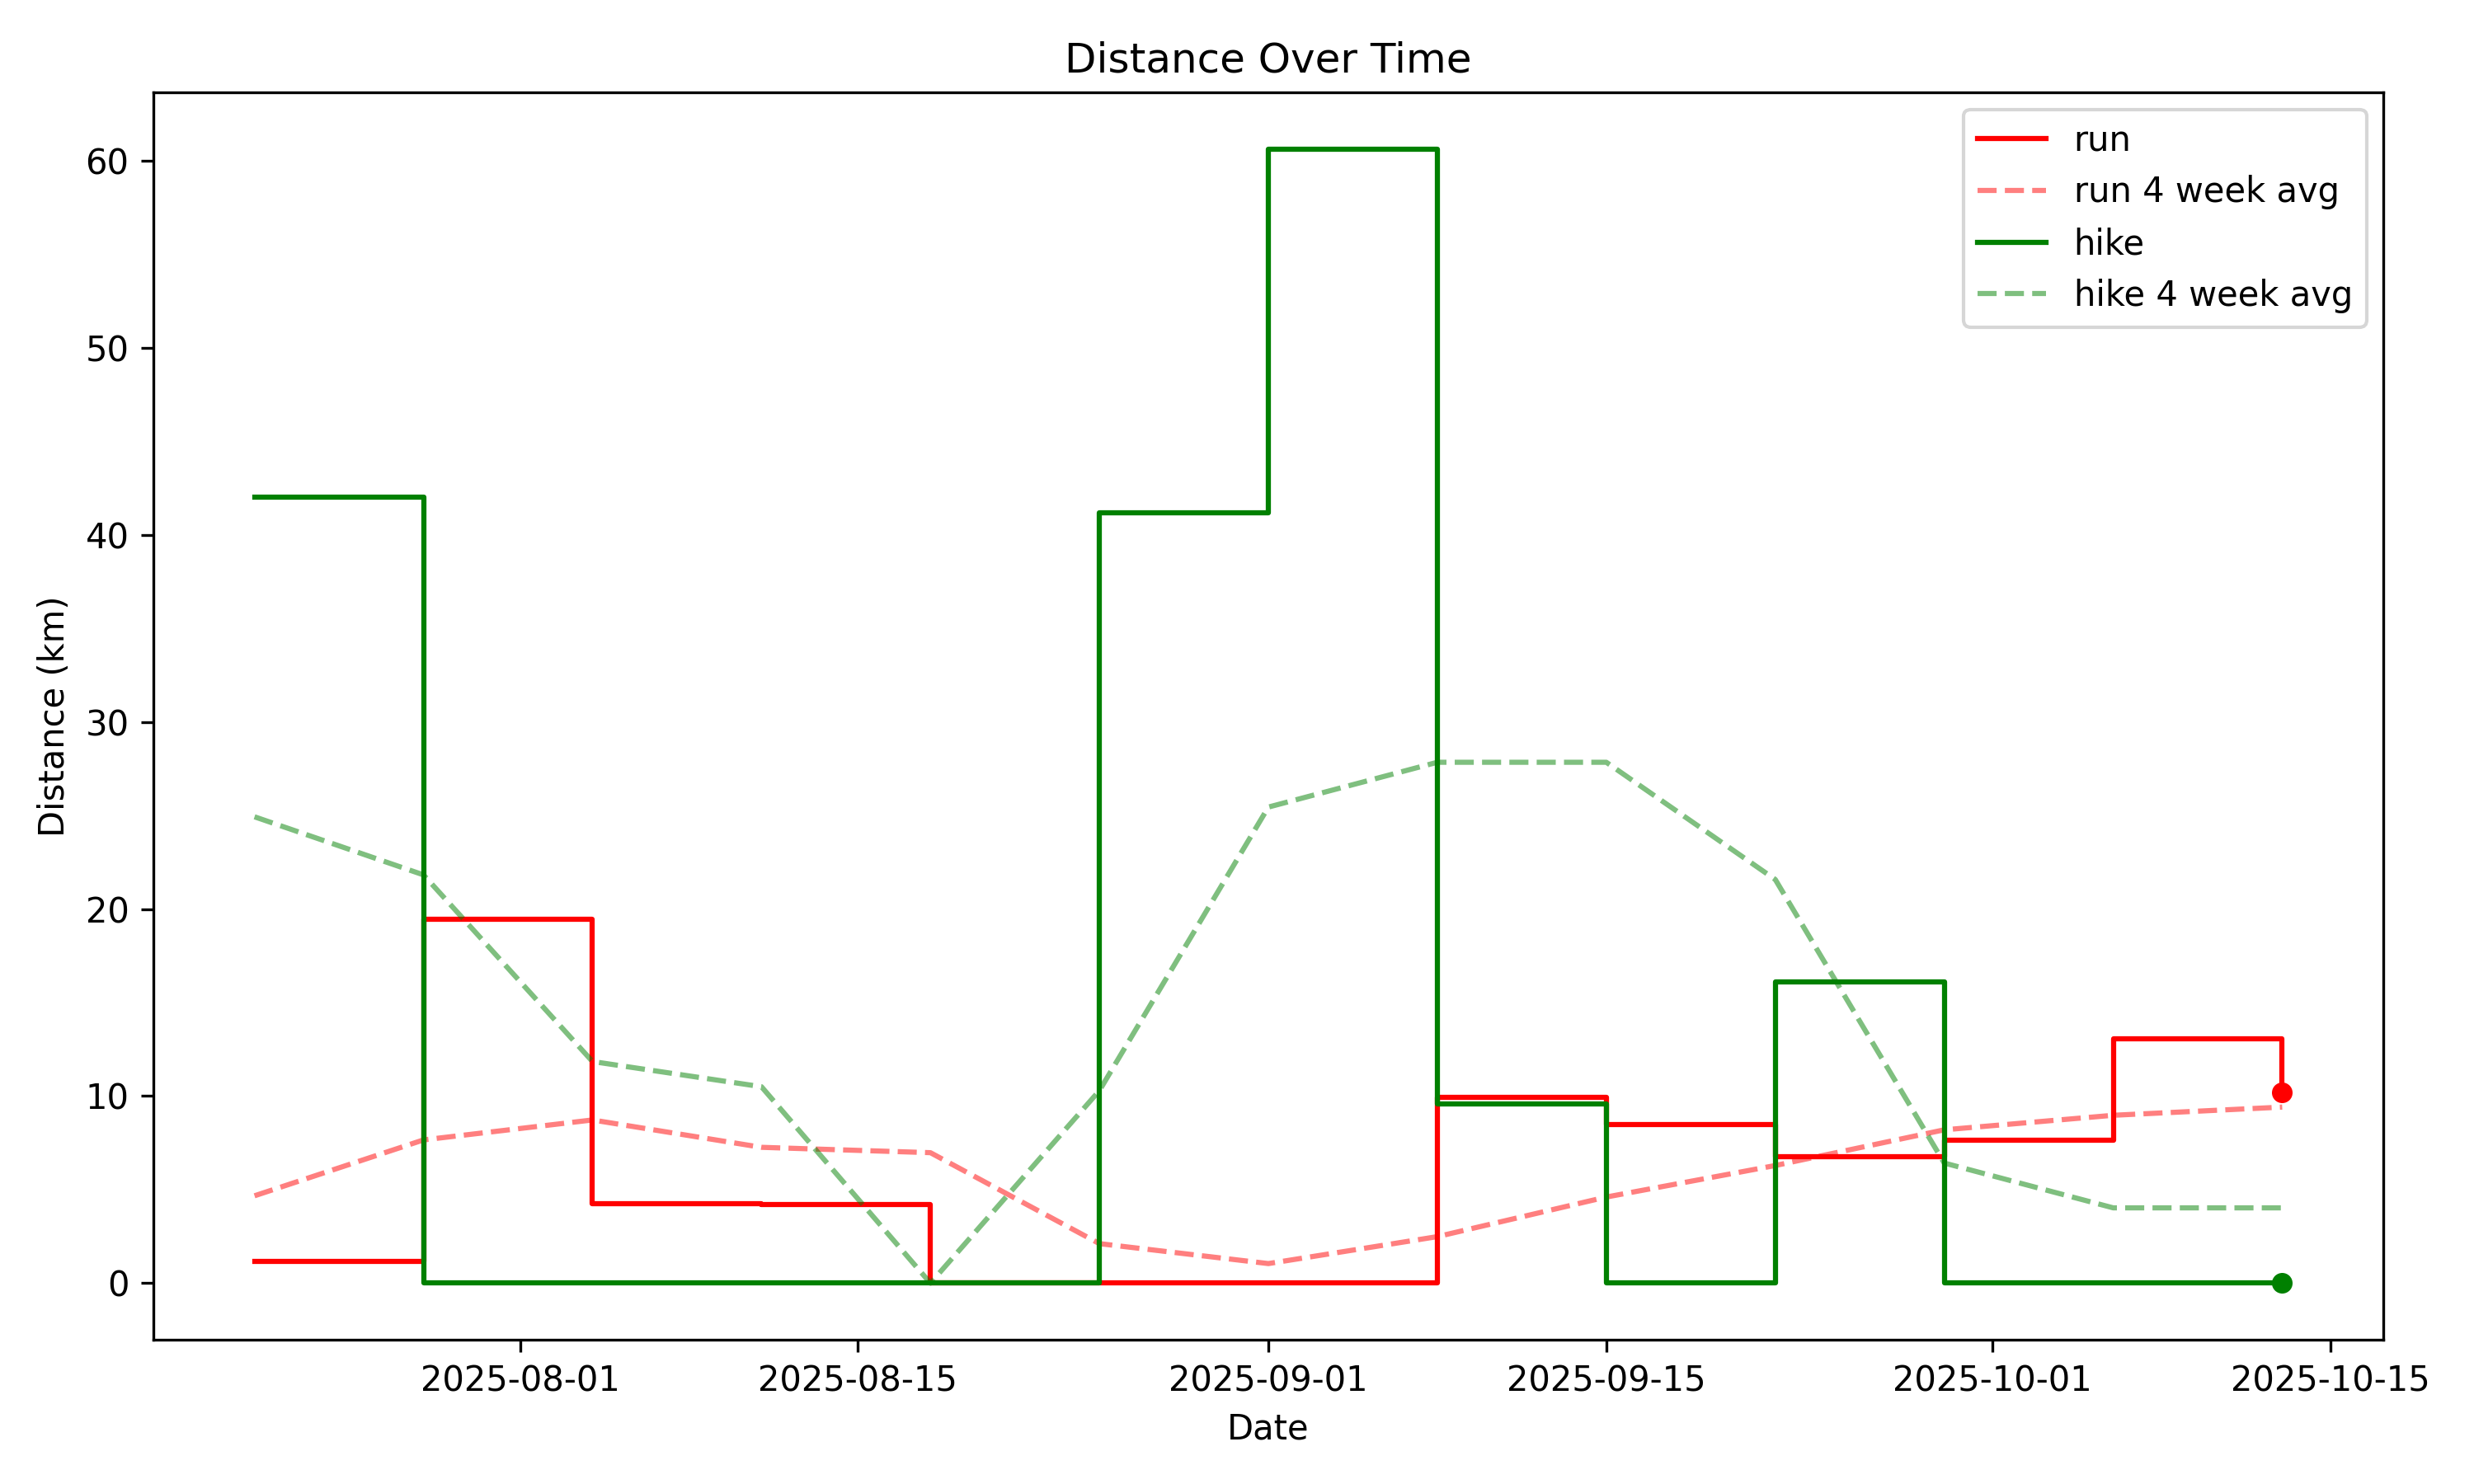 Distance Over Time
run
run 4 week avg
hike
hike 4 week avg
60
50
40
30
20
10
0
Distance (km)
2025-08-01
2025-08-15
2025-09-01
2025-09-15
2025-10-01
2025-10-15
Date